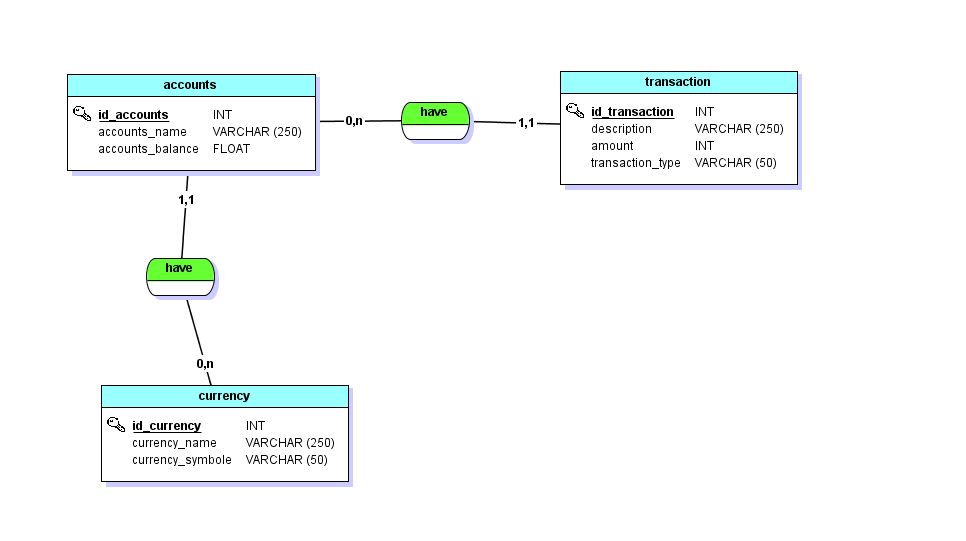 accounts
id_accounts INT
accounts_name VARCHAR (250)
accounts_balance FLOAT
0,n
have
1,1
transaction
id_transaction INT
description VARCHAR (250)
amount INT
transaction_type VARCHAR (50)
1,1
have
0,n
currency
id_currency INT
currency_name VARCHAR (250)
currency_symbole VARCHAR (50)